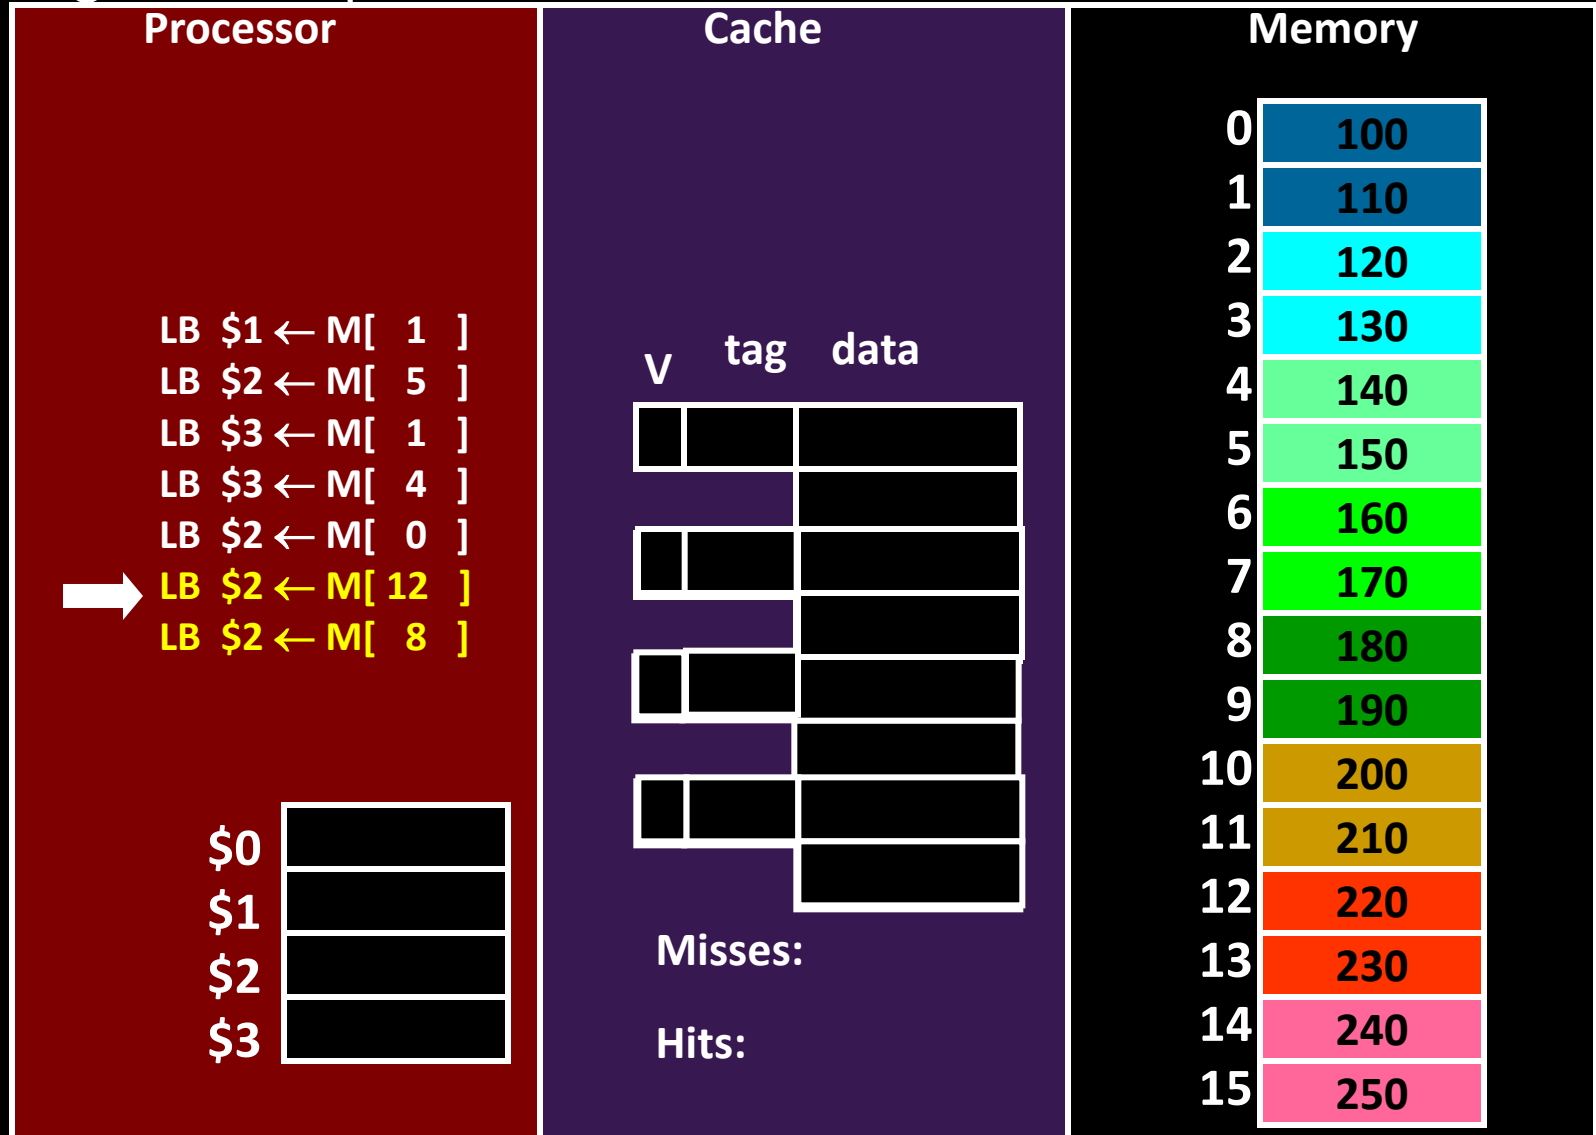 Processor
LB $1 ← M[ 1 ]
LB $2 ← M[ 5 ]
LB $3 ← M[ 1 ]
LB $3 ← M[ 4 ]
LB $2 ← M[ 0 ]
LB $2 ← M[ 12 ]
LB $2 ← M[ 8 ]
$0
$1
$2
$3
Cache
V tag data
Misses:
Hits:
Memory
0 100
1 110
2 120
3 130
4 140
5 150
6 160
7 170
8 180
9 190
10 200
11 210
12 220
13 230
14 240
15 250